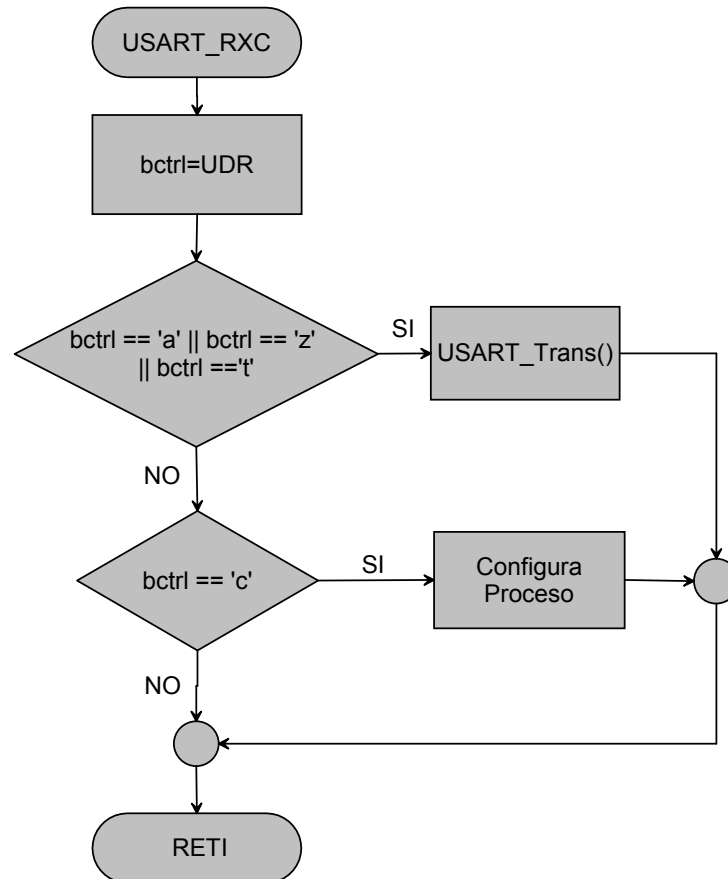 USART_RXC
bctrl=UDR
bctrl == 'a' || bctrl == 'z'
|| bctrl =='t'
SI
USART_Trans()
NO
bctrl == 'c'
SI
Configura
Proceso
NO
RETI